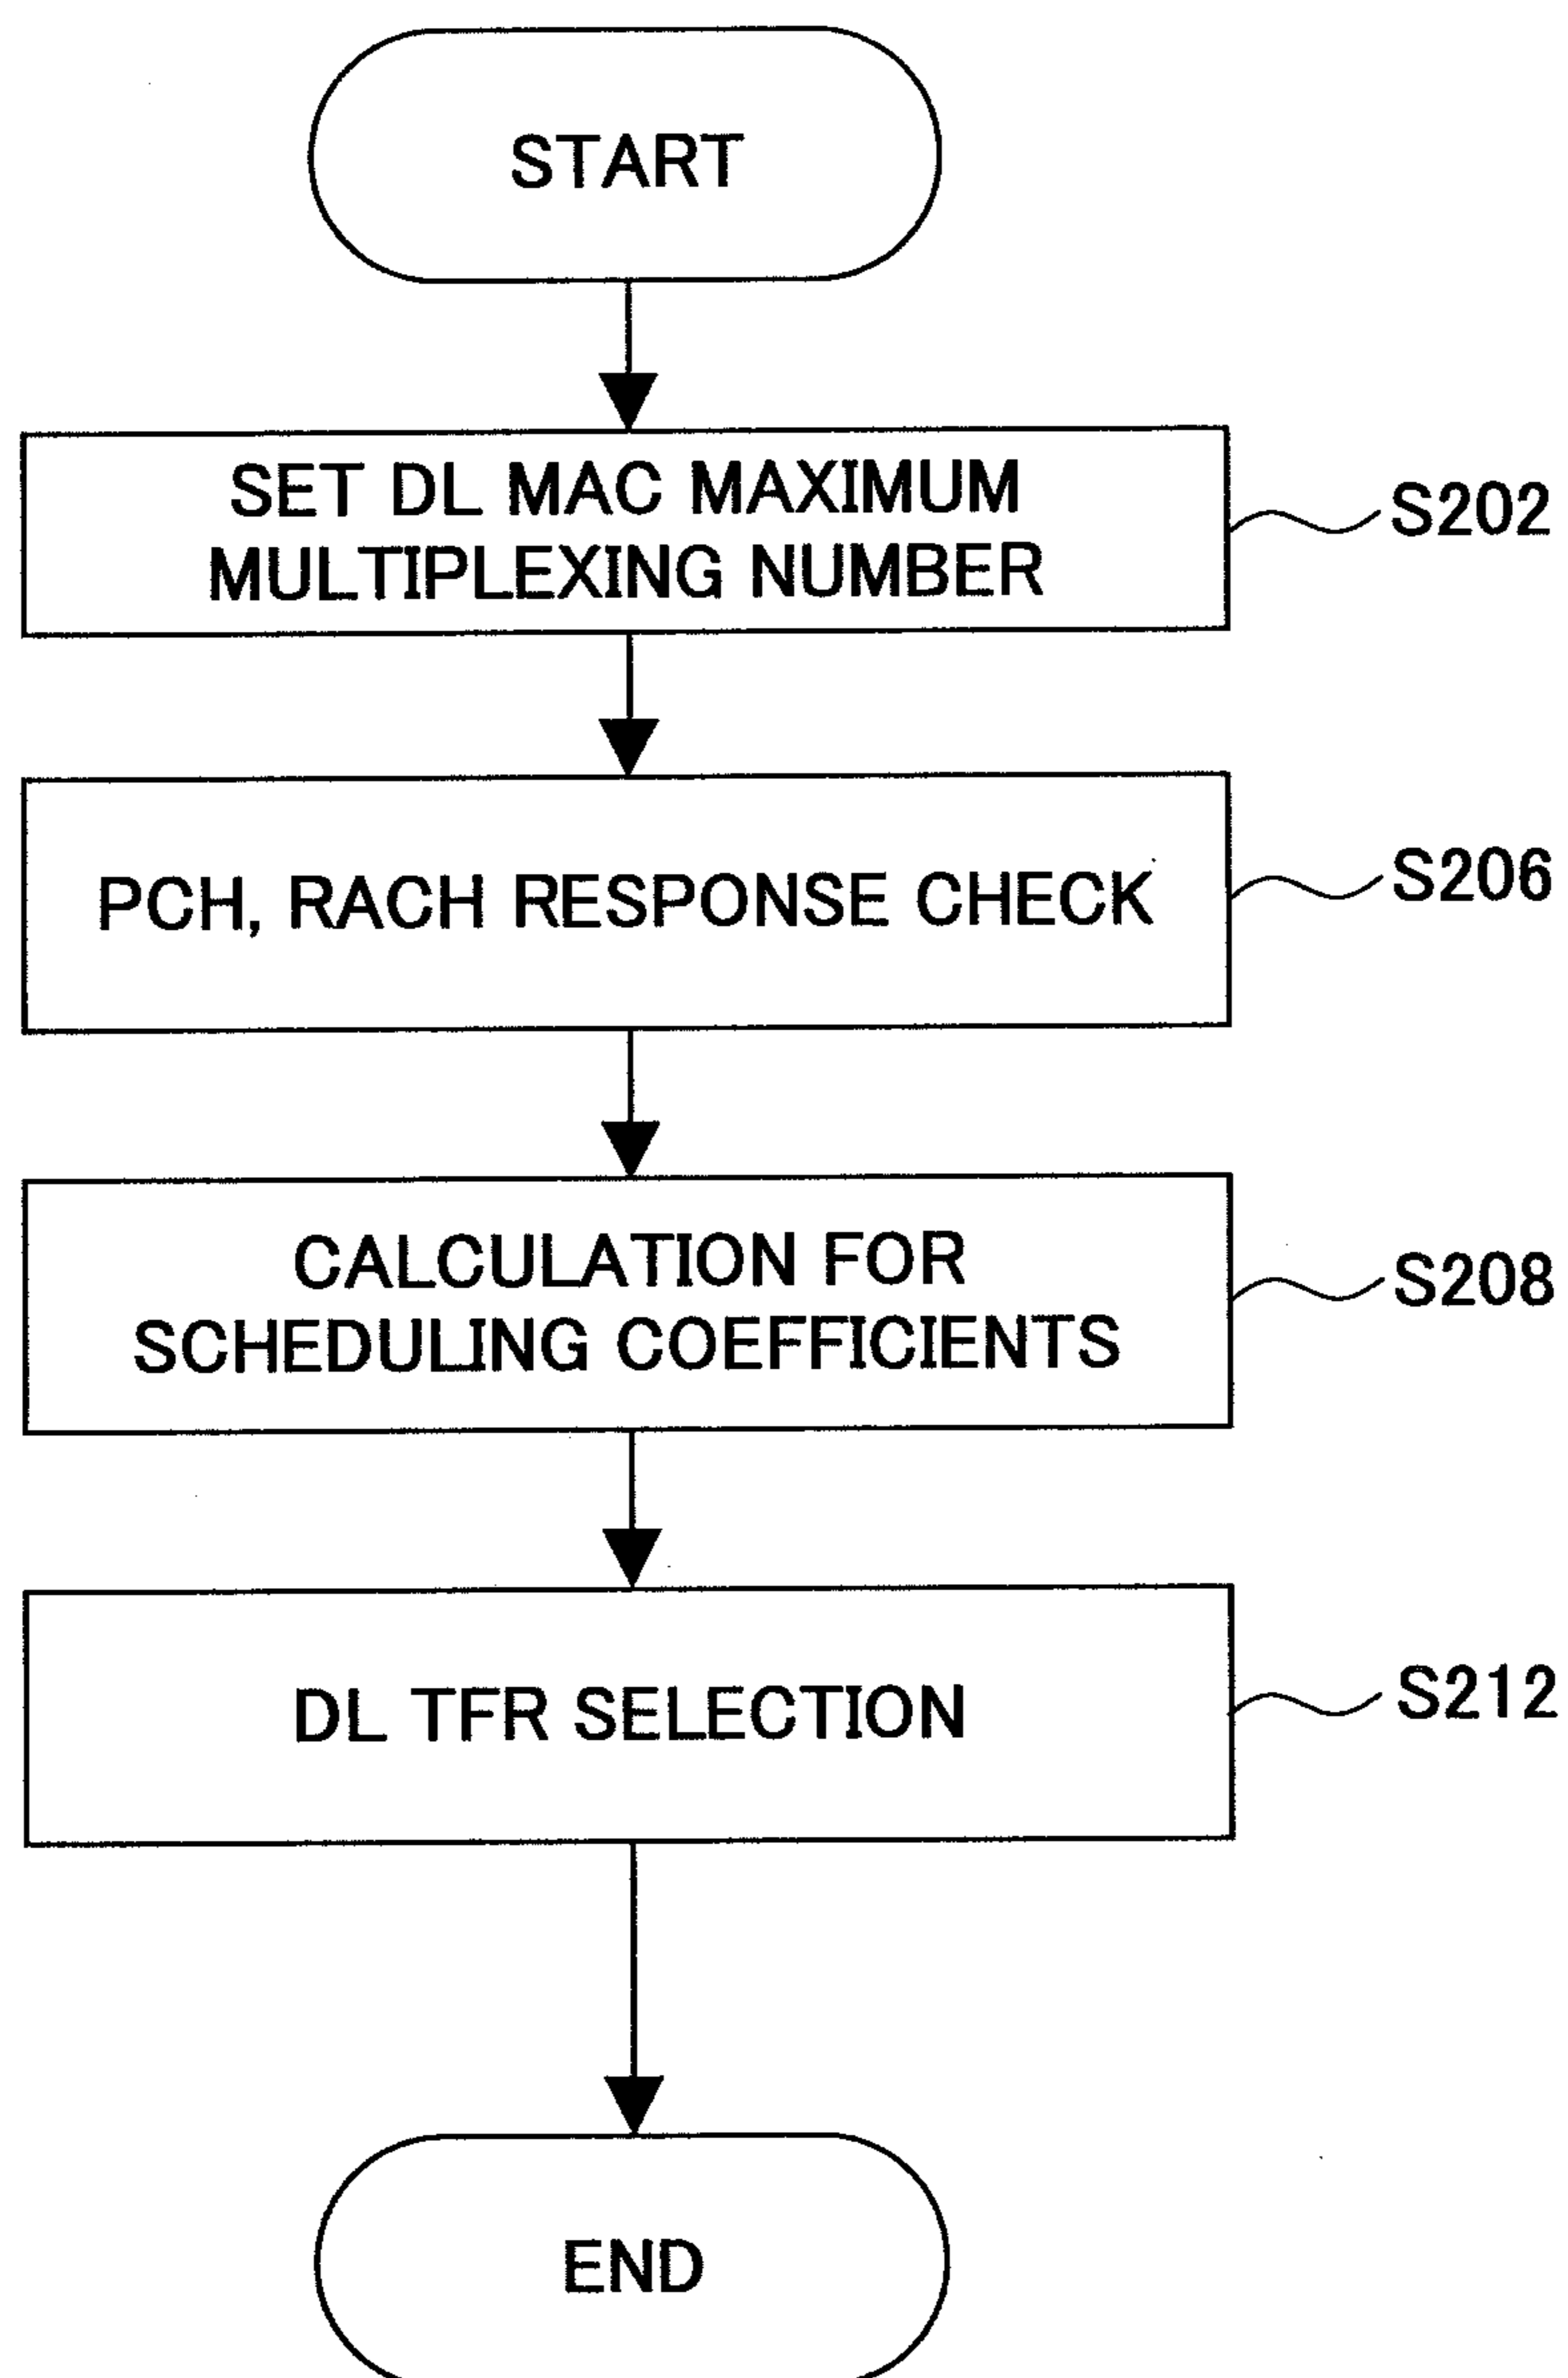 START
SET DL MAC MAXIMUM
MULTIPLEXING NUMBER
S202
PCH, RACH RESPONSE CHECK
S206
CALCULATION FOR
SCHEDULING COEFFICIENTS
S208
DL TFR SELECTION
S212
END